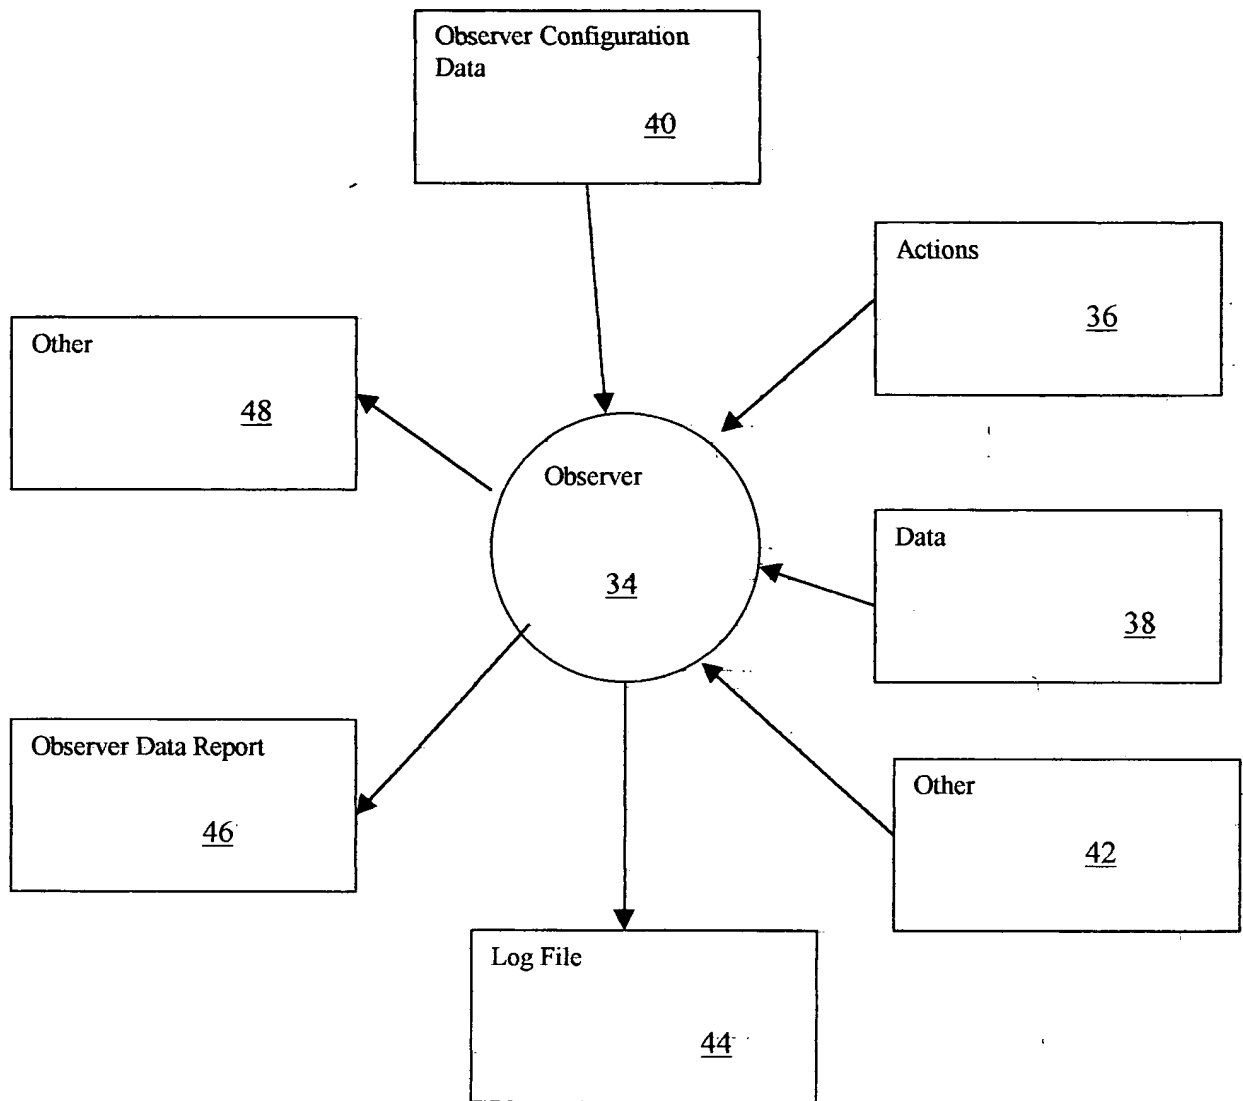 Observer Configuration
Data
40
Actions
36
Other
48
Observer
34
Data
38
Observer Data Report
46
Other
42
Log File
44